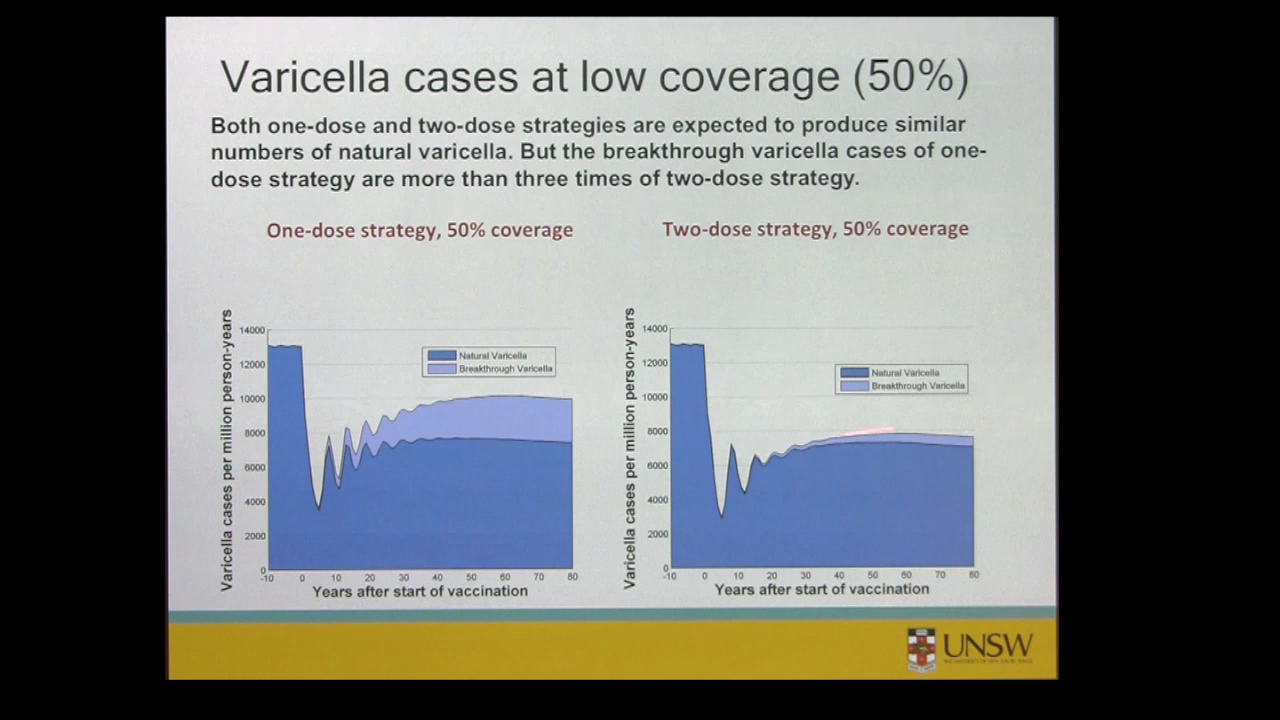 Varicella cases at low coverage (50%)
Both one-dose and two-dose strategies are expected to produce similar
numbers of natural varicella. But the breakthrough varicella cases of one-
dose strategy are more than three times of two-dose strategy.
One-dose strategy, 50% coverage
Two-dose strategy, 50% coverage
Varicella cases per million person-years
14000
12000
10000
8000
6000
4000
2000
0
Natural Varicella
Breakthrough Varicella
-10 0 10 20 30 40 50 60 70 80
Years after start of vaccination
Varicella cases per million person-years
14000
12000
10000
8000
6000
4000
2000
0
Natural Varicella
Breakthrough Varicella
-10 0 10 20 30 40 50 60 70 80
Years after start of vaccination
UNSW